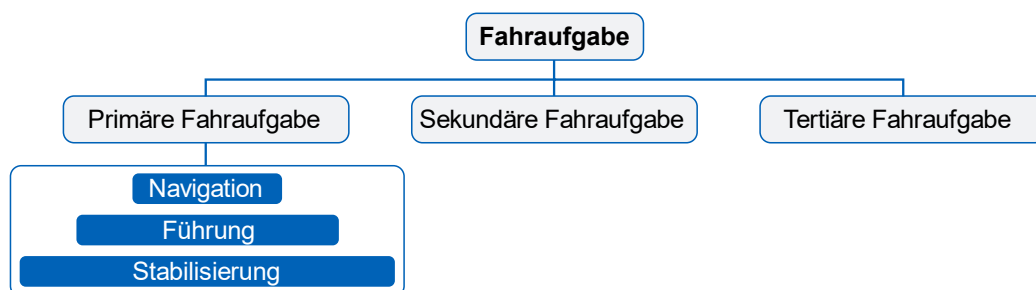 Fahraufgabe
Primäre Fahraufgabe
Sekundäre Fahraufgabe
Tertiäre Fahraufgabe
Navigation
Führung
Stabilisierung